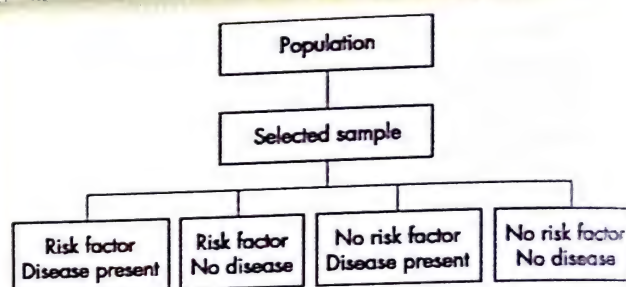 Population
Selected sample
Risk factor
Disease present
Risk factor
No disease
No risk factor
Disease present
No risk factor
No disease